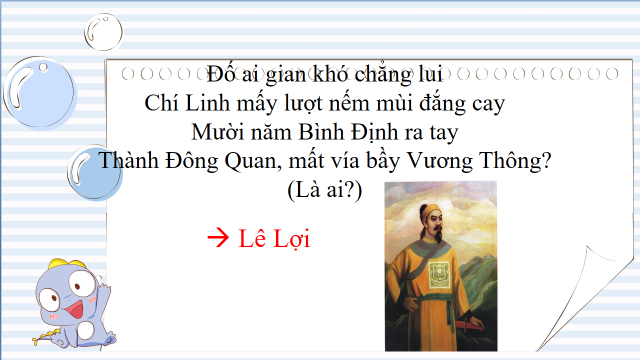 Đố ai gian khó chẳng lui
Chí Linh mấy lượt nếm mùi đắng cay
Mười năm Bình Định ra tay
Thành Đông Quan, mất vía bầy Vương Thông?
(Là ai?)
→ Lê Lợi